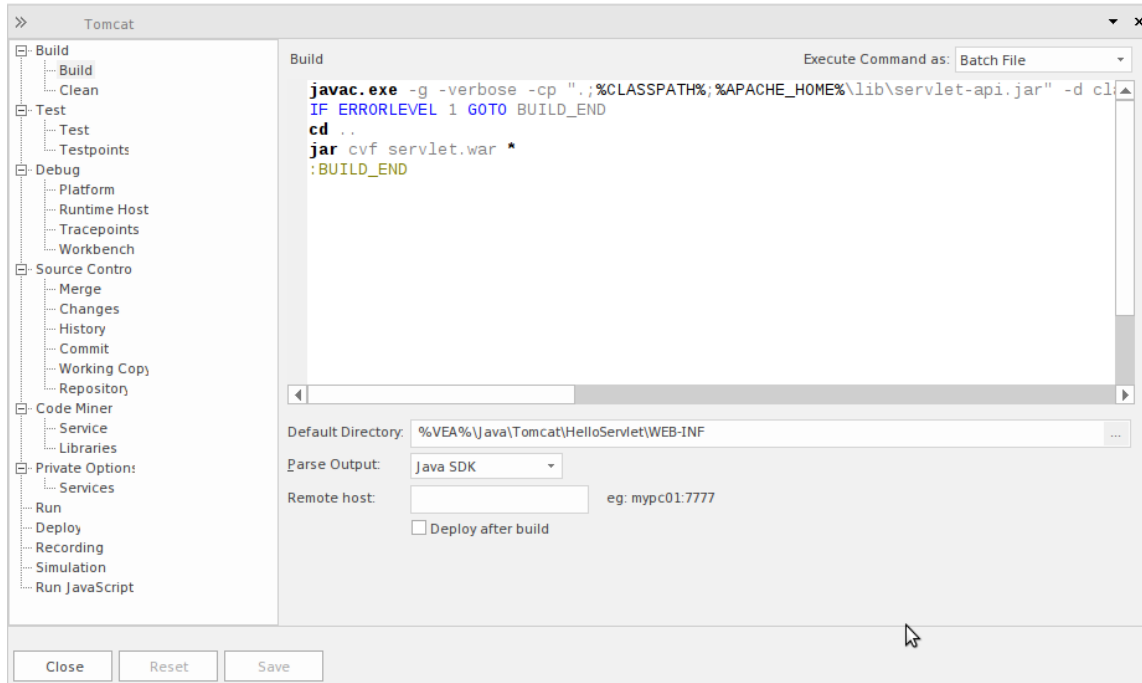 Tomcat
Build
Build
Clean
Test
Test
Testpoints
Debug
Platform
Runtime Host
Tracepoints
Workbench
Source Contro
Merge
Changes
History
Commit
Working Copy
Repository
Code Miner
Service
Libraries
Private Options
Services
Run
Deploy
Recording
Simulation
Run JavaScript
Build
Execute Command as: Batch File
javac.exe -g -verbose -cp ".;%CLASSPATH%;%APACHE_HOME%\lib\servlet-api.jar" -d cla
IF ERRORLEVEL 1 GOTO BUILD_END
cd ..
jar cvf servlet.war *
:BUILD_END
Default Directory: %VEA%\Java\Tomcat\HelloServlet\WEB-INF ...
Parse Output: Java SDK
Remote host: eg: mypc01:7777
Deploy after build
Close Reset Save